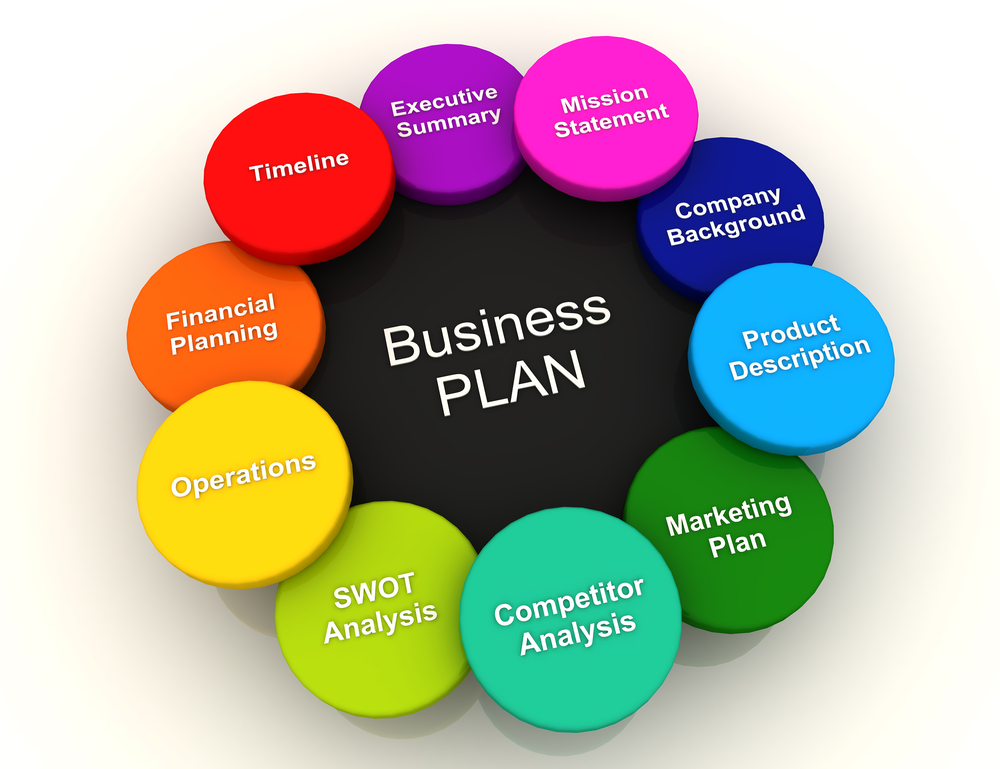 Business
PLAN
Executive
Summary
Mission
Statement
Company
Background
Product
Description
Marketing
Plan
Competitor
Analysis
SWOT
Analysis
Operations
Financial
Planning
Timeline